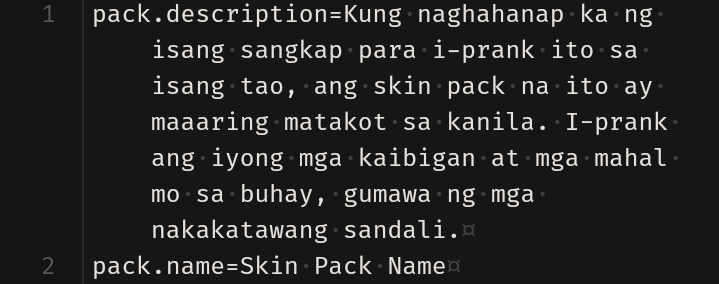 1 pack.description=Kung naghahanap ka ng
isang sangkap para i-prank ito sa
isang tao, ang skin pack na ito ay
maaaring matakot sa kanila. I-prank
ang iyong mga kaibigan at mga mahal
mo sa buhay, gumawa ng mga
nakakatawang sandali.
2 pack.name=Skin Pack Name